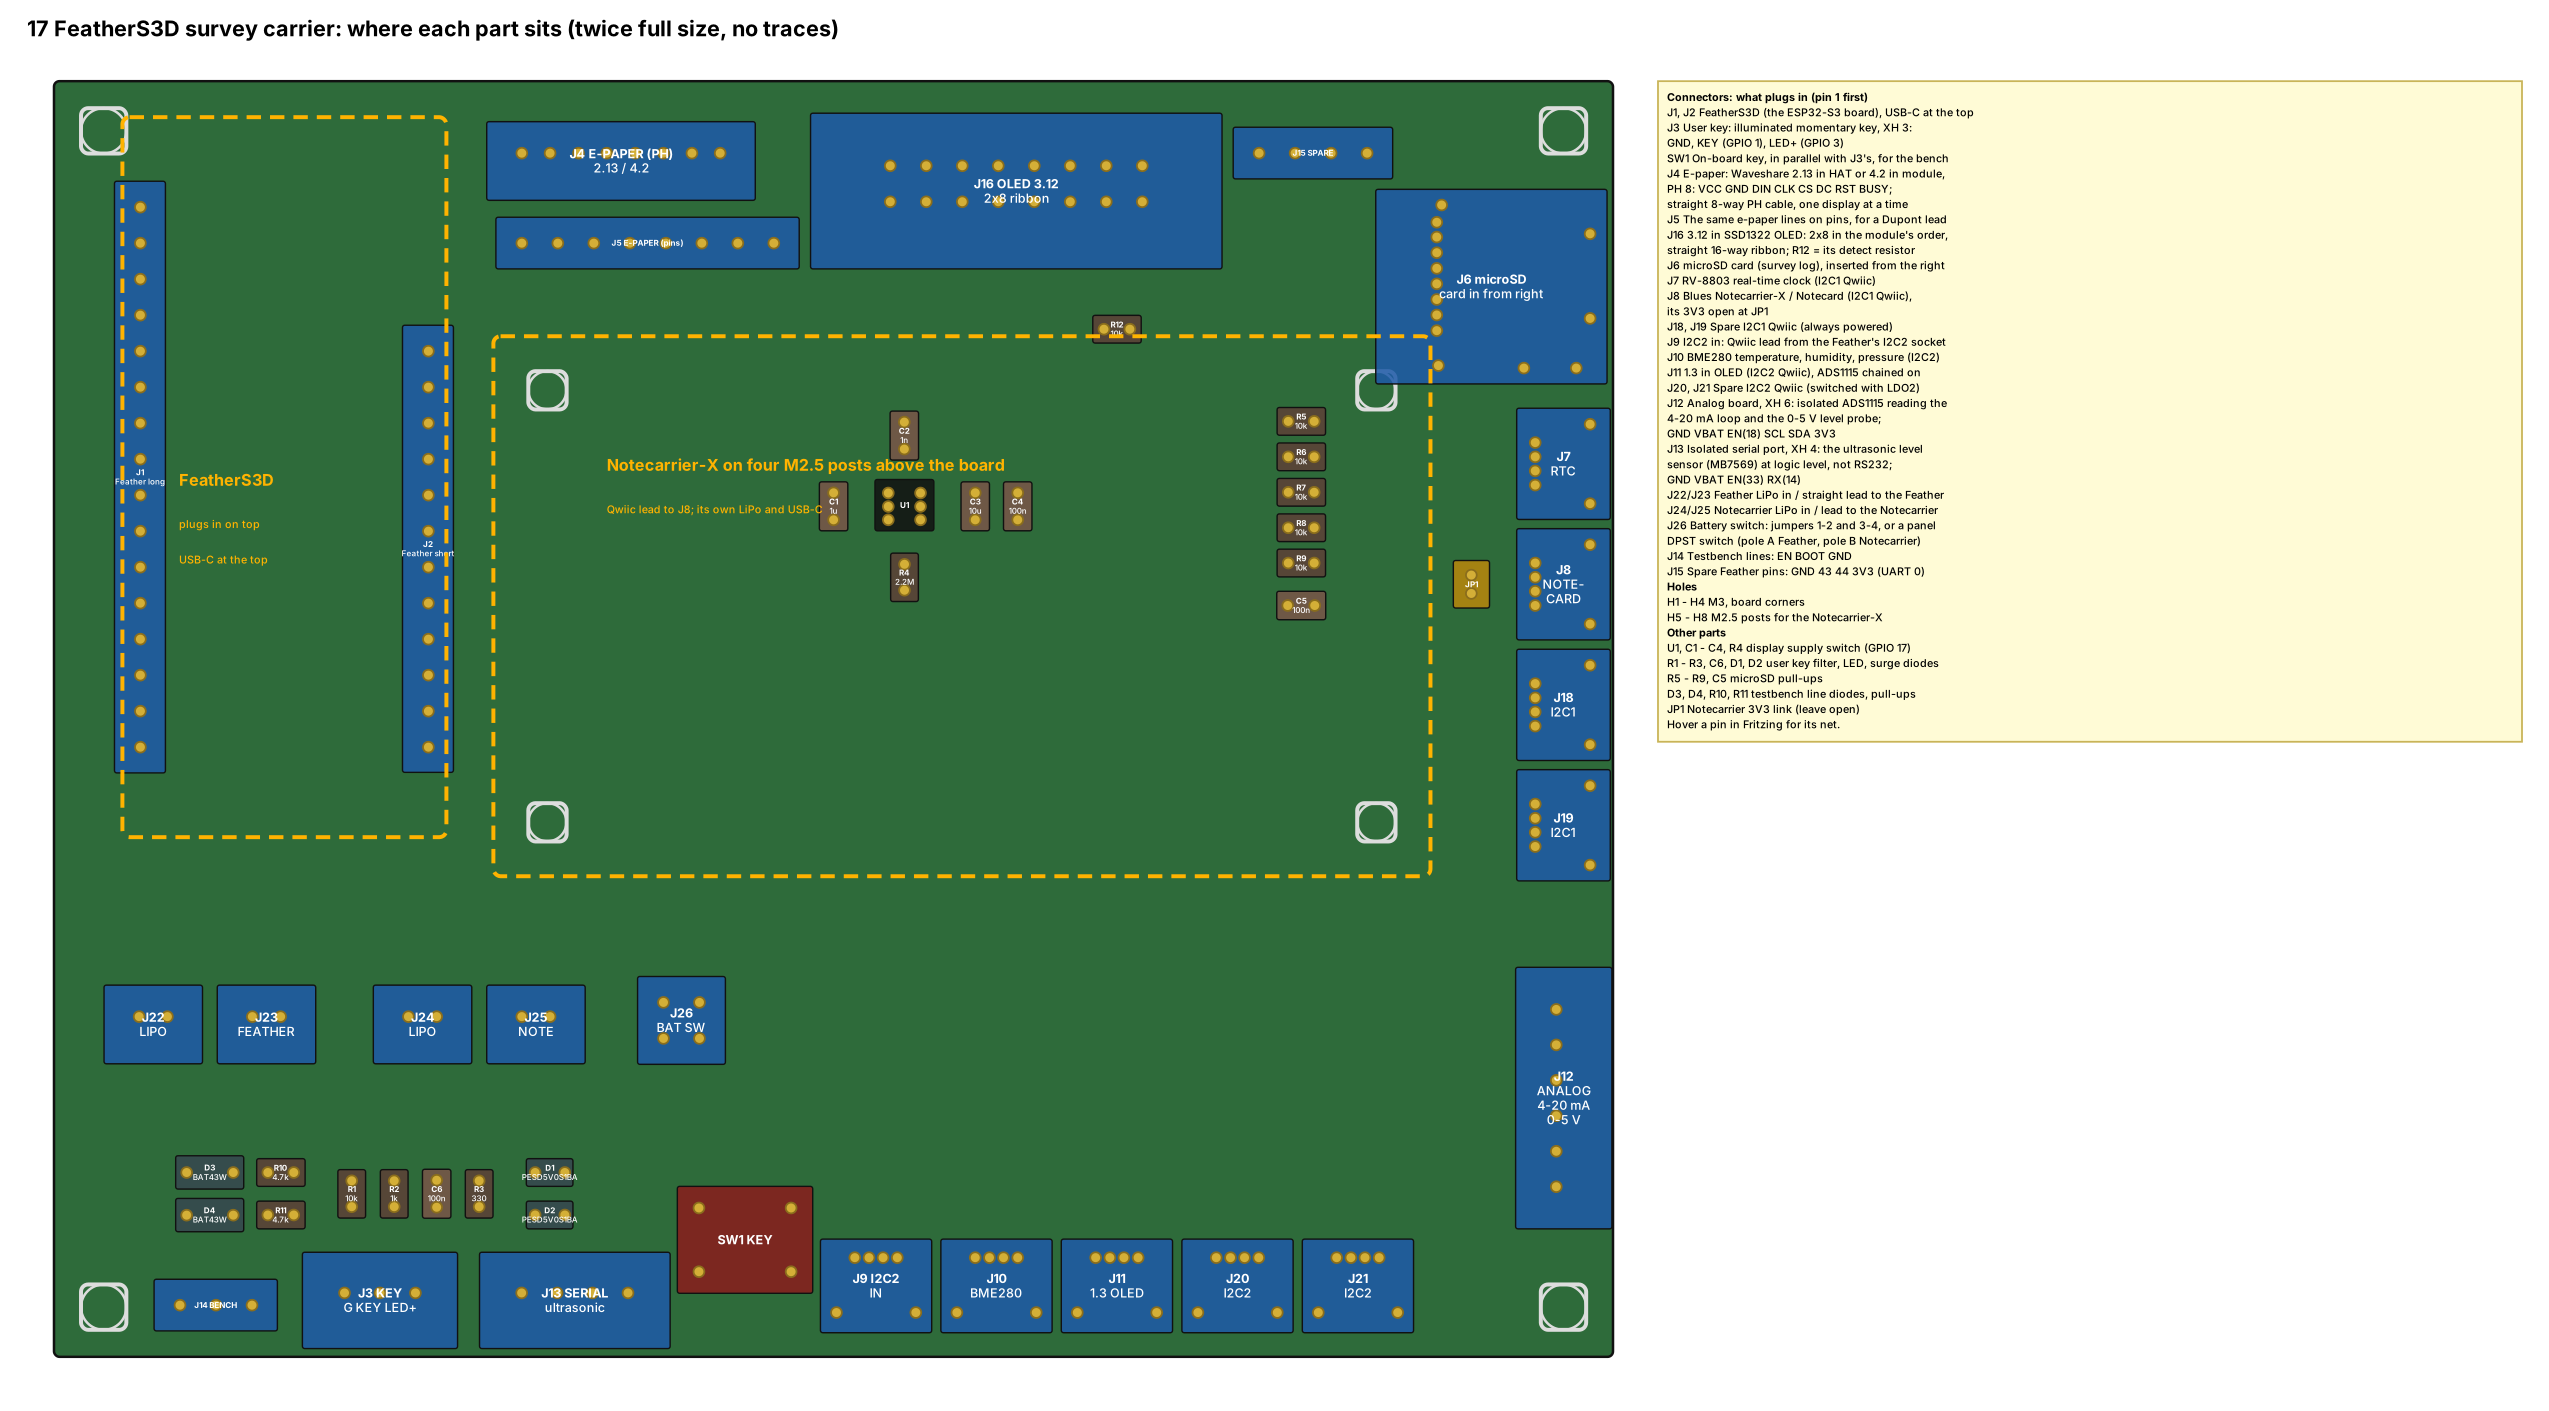 17 FeatherS3D survey carrier: where each part sits (twice full size, no traces)
J4 E-PAPER (PH)
2.13 / 4.2
J5 E-PAPER (pins)
J16 OLED 3.12
2x8 ribbon
J15 SPARE
J6 microSD
card in from right
R12
10k
J1
Feather long
FeatherS3D
plugs in on top
USB-C at the top
J2
Feather short
Notecarrier-X on four M2.5 posts above the board
Qwiic lead to J8; its own LiPo and USB-C
C2
1n
C1
1u
U1
C3
10u
C4
100n
R4
2.2M
R5
10k
R6
10k
R7
10k
R8
10k
R9
10k
C5
100n
JP1
J7
RTC
J8
NOTE-
CARD
J18
I2C1
J19
I2C1
J22
LIPO
J23
FEATHER
J24
LIPO
J25
NOTE
J26
BAT SW
J12
ANALOG
4-20 mA
0-5 V
D3
BAT43W
R10
4.7k
D4
BAT43W
R11
4.7k
R1
10k
R2
1k
C6
100n
R3
330
D1
PESD5V0S1BA
D2
PESD5V0S1BA
SW1 KEY
J14 BENCH
J3 KEY
G KEY LED+
J13 SERIAL
ultrasonic
J9 I2C2
IN
J10
BME280
J11
1.3 OLED
J20
I2C2
J21
I2C2
Connectors: what plugs in (pin 1 first)
J1, J2 FeatherS3D (the ESP32-S3 board), USB-C at the top
J3 User key: illuminated momentary key, XH 3:
GND, KEY (GPIO 1), LED+ (GPIO 3)
SW1 On-board key, in parallel with J3's, for the bench
J4 E-paper: Waveshare 2.13 in HAT or 4.2 in module,
PH 8: VCC GND DIN CLK CS DC RST BUSY;
straight 8-way PH cable, one display at a time
J5 The same e-paper lines on pins, for a Dupont lead
J16 3.12 in SSD1322 OLED: 2x8 in the module's order,
straight 16-way ribbon; R12 = its detect resistor
J6 microSD card (survey log), inserted from the right
J7 RV-8803 real-time clock (I2C1 Qwiic)
J8 Blues Notecarrier-X / Notecard (I2C1 Qwiic),
its 3V3 open at JP1
J18, J19 Spare I2C1 Qwiic (always powered)
J9 I2C2 in: Qwiic lead from the Feather's I2C2 socket
J10 BME280 temperature, humidity, pressure (I2C2)
J11 1.3 in OLED (I2C2 Qwiic), ADS1115 chained on
J20, J21 Spare I2C2 Qwiic (switched with LDO2)
J12 Analog board, XH 6: isolated ADS1115 reading the
4-20 mA loop and the 0-5 V level probe;
GND VBAT EN(18) SCL SDA 3V3
J13 Isolated serial port, XH 4: the ultrasonic level
sensor (MB7569) at logic level, not RS232;
GND VBAT EN(33) RX(14)
J22/J23 Feather LiPo in / straight lead to the Feather
J24/J25 Notecarrier LiPo in / lead to the Notecarrier
J26 Battery switch: jumpers 1-2 and 3-4, or a panel
DPST switch (pole A Feather, pole B Notecarrier)
J14 Testbench lines: EN BOOT GND
J15 Spare Feather pins: GND 43 44 3V3 (UART 0)
Holes
H1 - H4 M3, board corners
H5 - H8 M2.5 posts for the Notecarrier-X
Other parts
U1, C1 - C4, R4 display supply switch (GPIO 17)
R1 - R3, C6, D1, D2 user key filter, LED, surge diodes
R5 - R9, C5 microSD pull-ups
D3, D4, R10, R11 testbench line diodes, pull-ups
JP1 Notecarrier 3V3 link (leave open)
Hover a pin in Fritzing for its net.